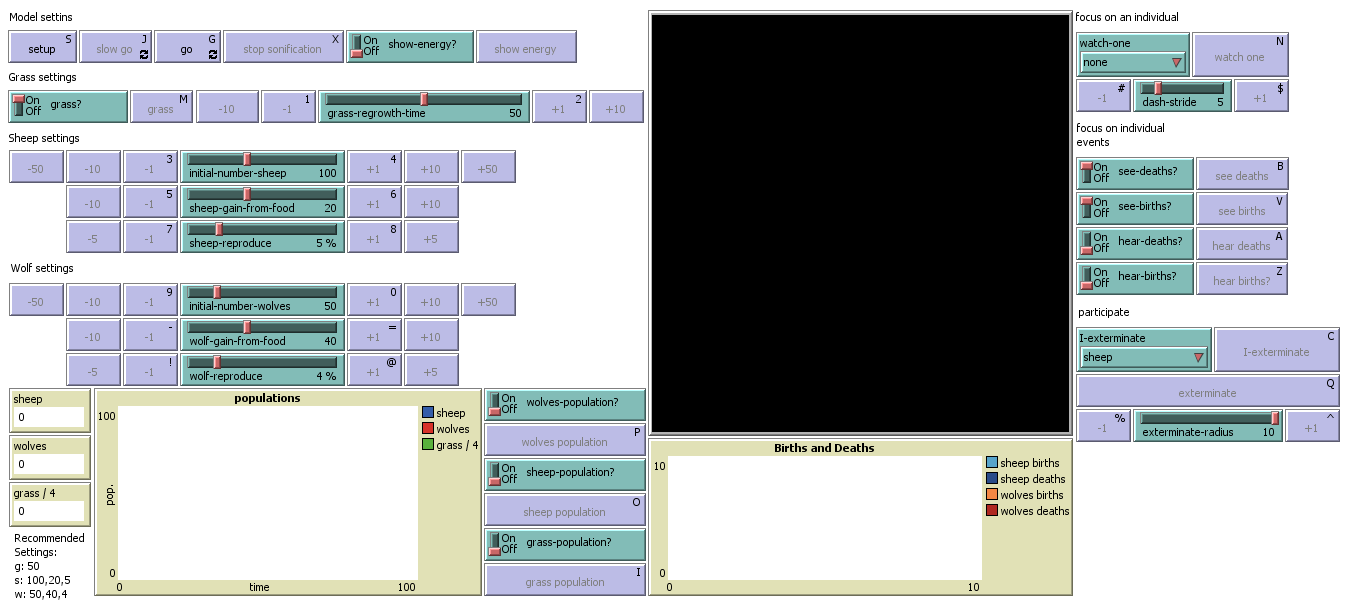 Model settins
setup S
slow go J
go G
stop sonification X
On
Off
show-energy?
show energy
Grass settings
On
Off
grass?
grass M
-10
-1 1
grass-regrowth-time 50
+1 2
+10
Sheep settings
-50
-10
-1 3
initial-number-sheep 100
+1 4
+10
+50
-10
-1 5
sheep-gain-from-food 20
+1 6
+10
-5
-1 7
sheep-reproduce 5 %
+1 8
+5
Wolf settings
-50
-10
-1 9
initial-number-wolves 50
+1 0
+10
+50
-10
-1 -
wolf-gain-from-food 40
+1 =
+10
-5
-1 !
wolf-reproduce 4 %
+1 @
+5
sheep
0
wolves
0
grass / 4
0
Recommended
Settings:
g: 50
s: 100,20,5
w: 50,40,4
populations
100
pop.
0
0 time 100
sheep
wolves
grass / 4
On
Off
wolves-population?
wolves population P
On
Off
sheep-population?
sheep population O
On
Off
grass-population?
grass population I
Births and Deaths
10
0
0 10
sheep births
sheep deaths
wolves births
wolves deaths
focus on an individual
watch-one
none
watch one N
-1 #
dash-stride 5
+1 $
focus on individual
events
On
Off
see-deaths?
see deaths B
On
Off
see-births?
see births V
On
Off
hear-deaths?
hear deaths A
On
Off
hear-births?
hear births? Z
participate
I-exterminate
sheep
I-exterminate C
exterminate Q
-1 %
exterminate-radius 10
+1 ^